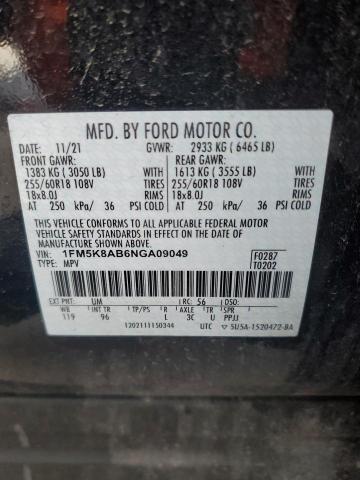 MFD. BY FORD MOTOR CO.
11/21 GVWR: 2933 KG ( 6465 LB)
FRONT GAWR: REAR GAWR:
1383 KG ( 3050 LB) 1613 KG ( 3555 LB)
255/60R18 108V TIRES 255/60R18 108V TIRES
18x8.0J RIMS 18x8.0J RIMS
AT 250 kPa/ 36 PSI COLD AT 250 kPa/ 36 PSI COLD
THIS VEHICLE CONFORMS TO ALL APPLICABLE FEDERAL MOTOR
VEHICLE SAFETY AND THEFT PREVENTION STANDARDS IN EFFECT
ON THE DATE OF MANUFACTURE SHOWN ABOVE.
VIN: 1FM5K8AB6NGA09049 F0287
TYPE: MPV T0202
EXT PNT: UM RC: 56 DSO:
WB INT TR TP/PS R AXLE TR SPR
119 96 L 3C U PPJJ
1202111150344 UTC 5U5A-1520472-BA